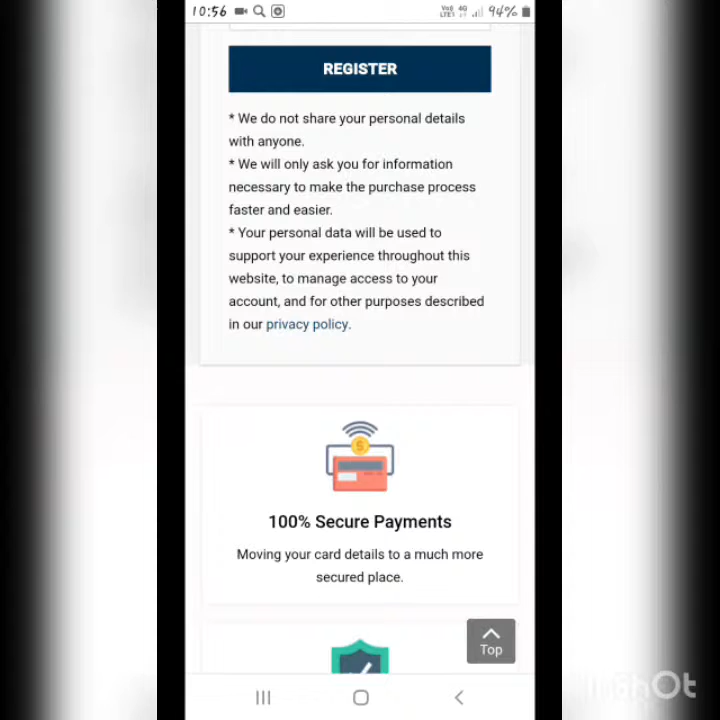 10:56 94%
REGISTER
* We do not share your personal details
with anyone.
* We will only ask you for information
necessary to make the purchase process
faster and easier.
* Your personal data will be used to
support your experience throughout this
website, to manage access to your
account, and for other purposes described
in our privacy policy.
100% Secure Payments
Moving your card details to a much more
secured place.
Top